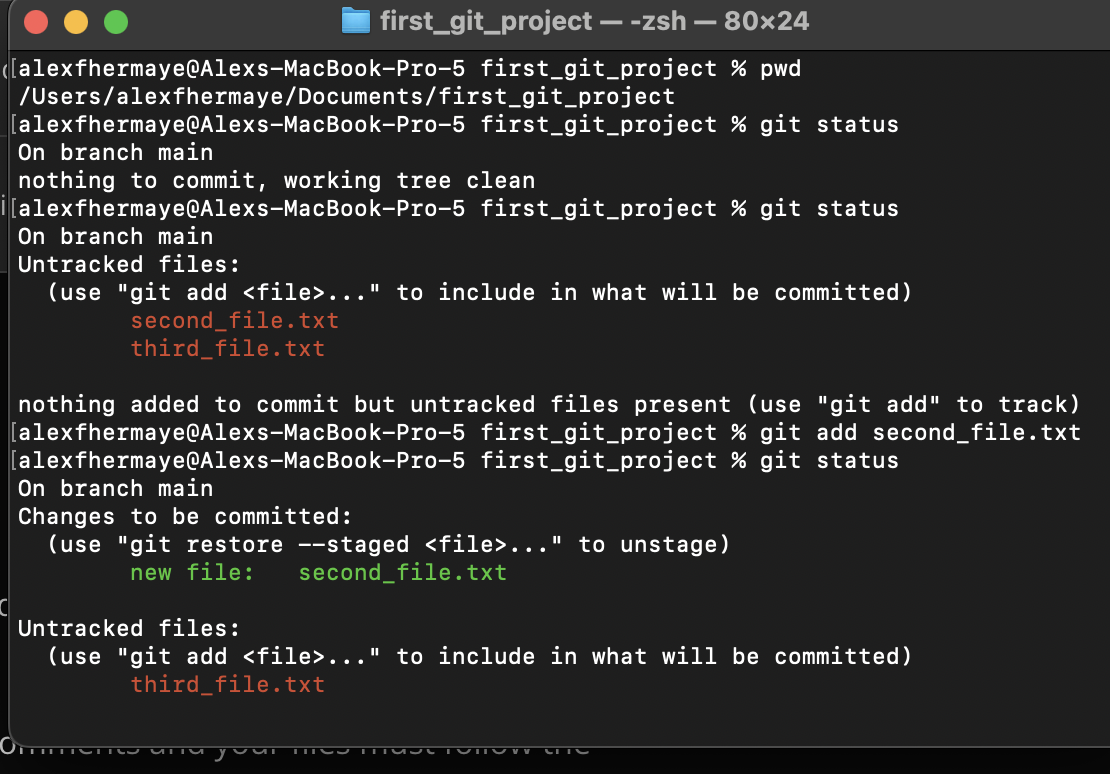 first_git_project — -zsh — 80×24
[alexfhermaye@Alexs-MacBook-Pro-5 first_git_project % pwd
/Users/alexfhermaye/Documents/first_git_project
[alexfhermaye@Alexs-MacBook-Pro-5 first_git_project % git status
On branch main
nothing to commit, working tree clean
[alexfhermaye@Alexs-MacBook-Pro-5 first_git_project % git status
On branch main
Untracked files:
  (use "git add <file>..." to include in what will be committed)
        second_file.txt
        third_file.txt

nothing added to commit but untracked files present (use "git add" to track)
[alexfhermaye@Alexs-MacBook-Pro-5 first_git_project % git add second_file.txt
[alexfhermaye@Alexs-MacBook-Pro-5 first_git_project % git status
On branch main
Changes to be committed:
  (use "git restore --staged <file>..." to unstage)
        new file:   second_file.txt

Untracked files:
  (use "git add <file>..." to include in what will be committed)
        third_file.txt

omments and your files must follow the